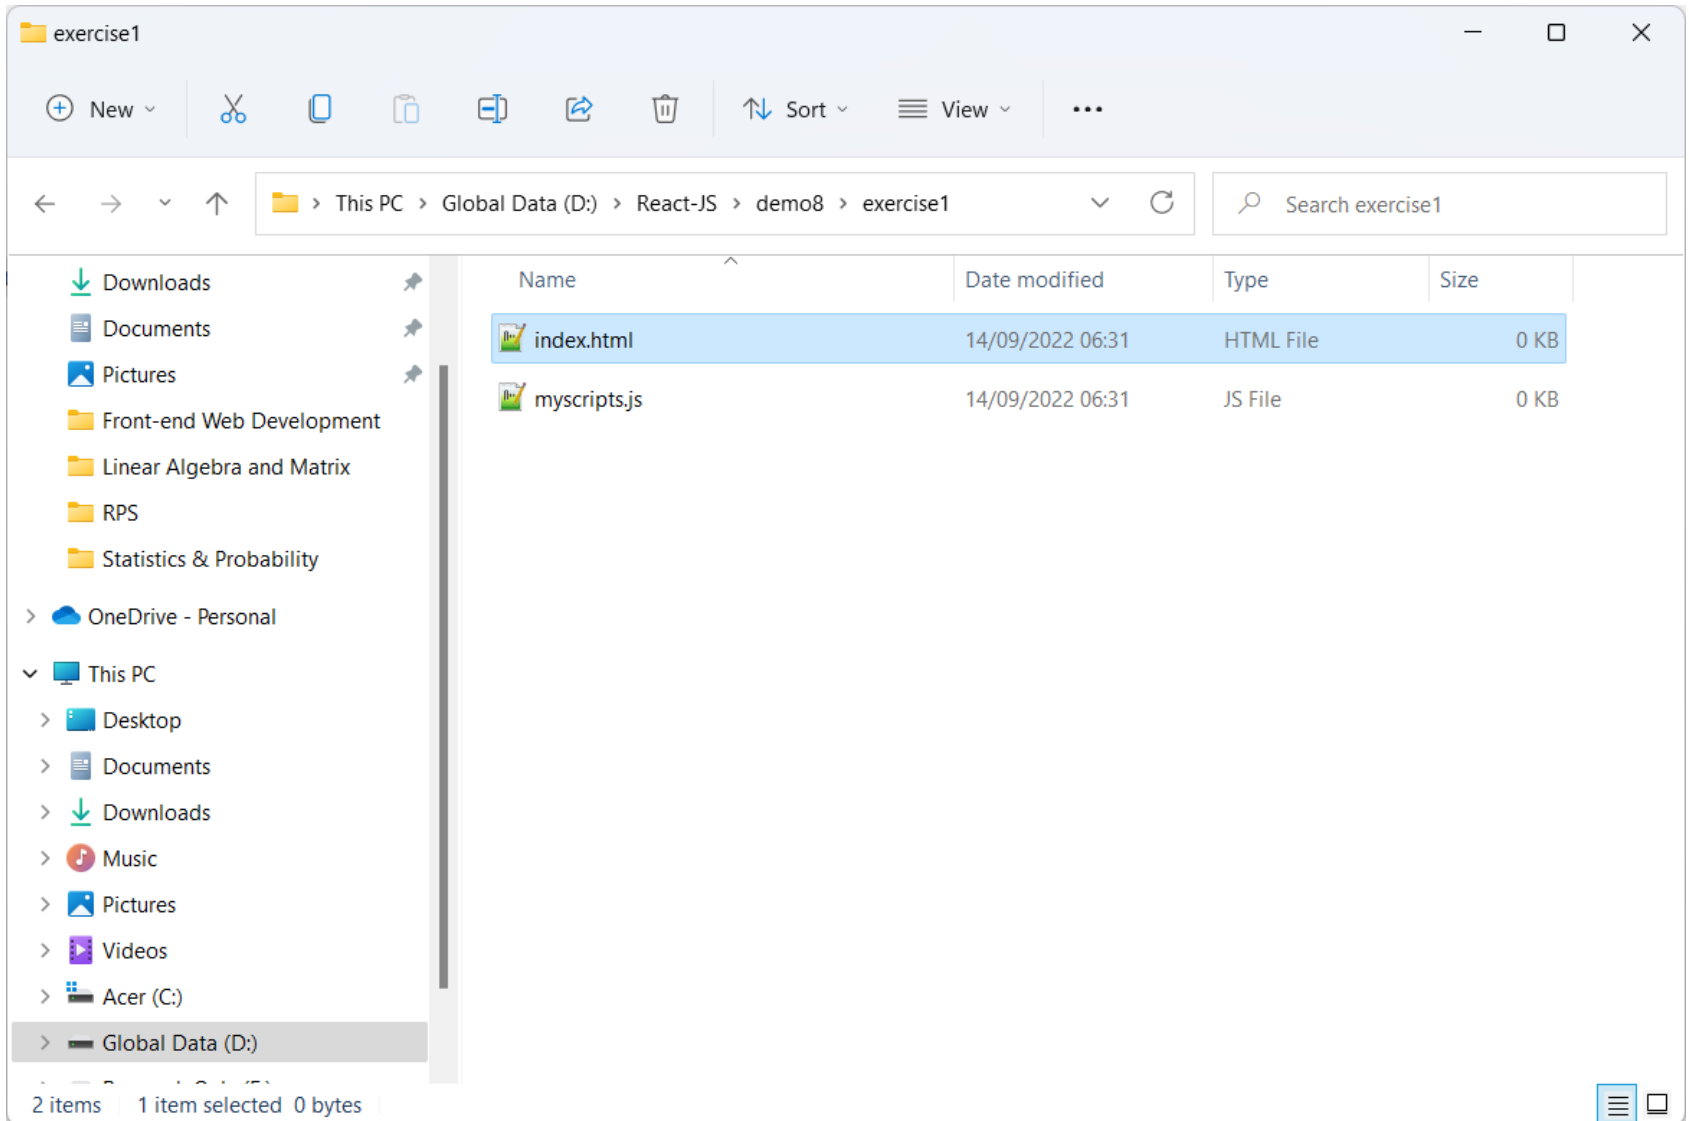 exercise1
New Sort View
This PC Global Data (D:) React-JS demo8 exercise1 Search exercise1
Name Date modified Type Size
index.html 14/09/2022 06:31 HTML File 0 KB
myscripts.js 14/09/2022 06:31 JS File 0 KB
Downloads
Documents
Pictures
Front-end Web Development
Linear Algebra and Matrix
RPS
Statistics & Probability
OneDrive - Personal
This PC
Desktop
Documents
Downloads
Music
Pictures
Videos
Acer (C:)
Global Data (D:)
2 items 1 item selected 0 bytes